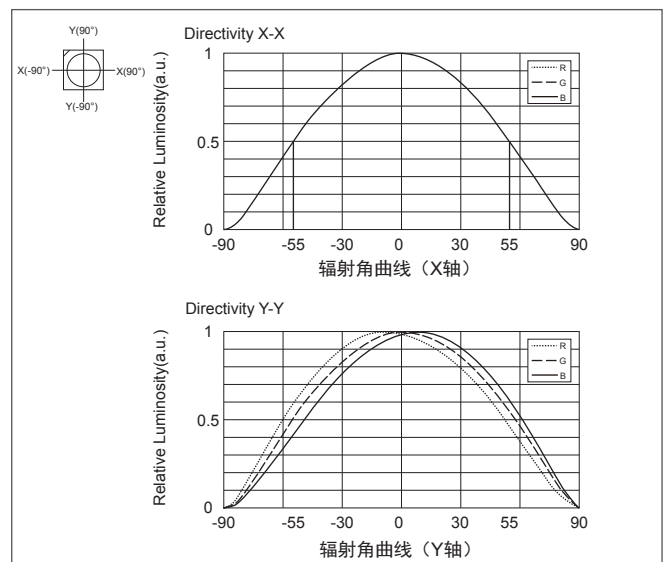 Y(90°)
X(-90°)
X(90°)
Y(-90°)
Directivity X-X
Relative Luminosity(a.u.)
1
0.5
0
R
G
B
-90
-55
-30
0
30
55
90
辐射角曲线（X轴）
Directivity Y-Y
Relative Luminosity(a.u.)
1
0.5
0
R
G
B
-90
-55
-30
0
30
55
90
辐射角曲线（Y轴）